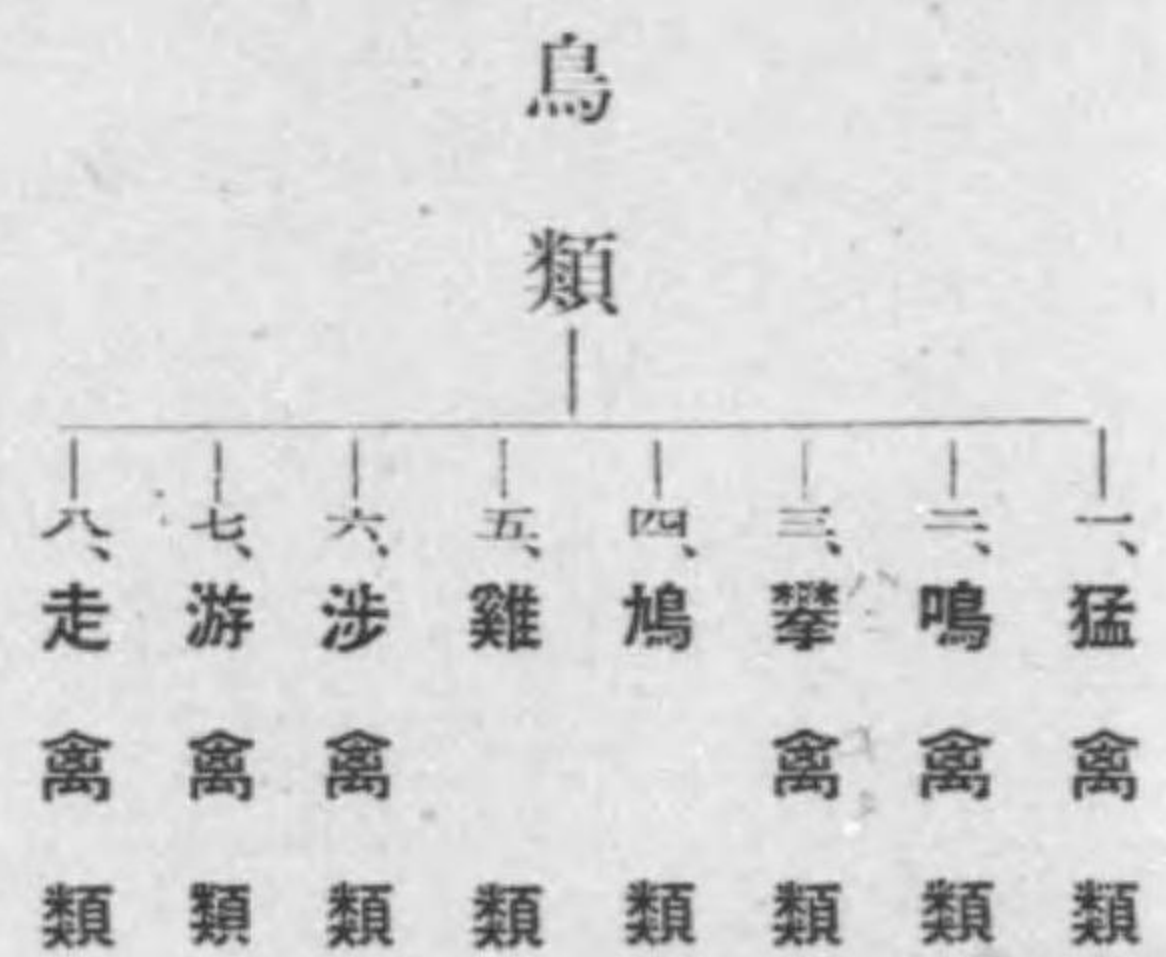 鳥類
一、猛禽類
二、鳴禽類
三、攀禽類
四、鳩類
五、雞類
六、涉禽類
七、游禽類
八、走禽類